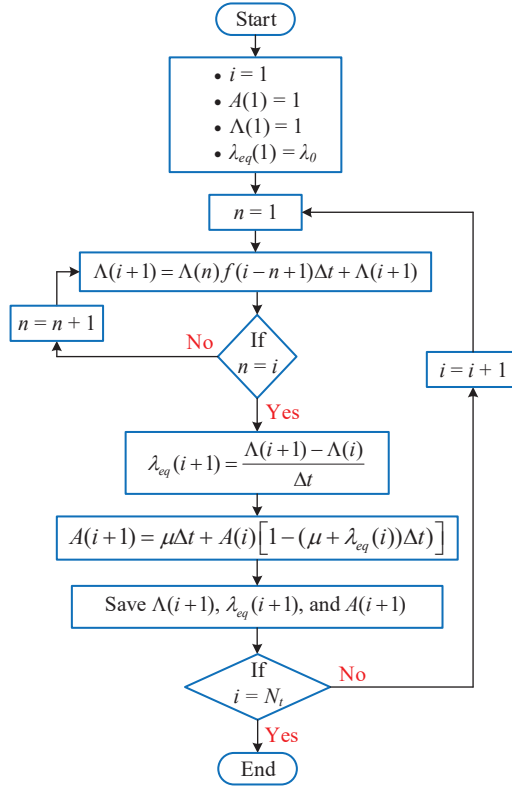 Start
• i = 1
• A(1) = 1
• Λ(1) = 1
• λ_eq(1) = λ_0
n = 1
Λ(i+1) = Λ(n) f(i−n+1)Δt + Λ(i+1)
n = n + 1
No
If
n = i
i = i + 1
Yes
λ_eq(i+1) = (Λ(i+1) − Λ(i)) / Δt
A(i+1) = μΔt + A(i)[1−(μ + λ_eq(i))Δt)]
Save Λ(i+1), λ_eq(i+1), and A(i+1)
If
i = N_t
No
Yes
End